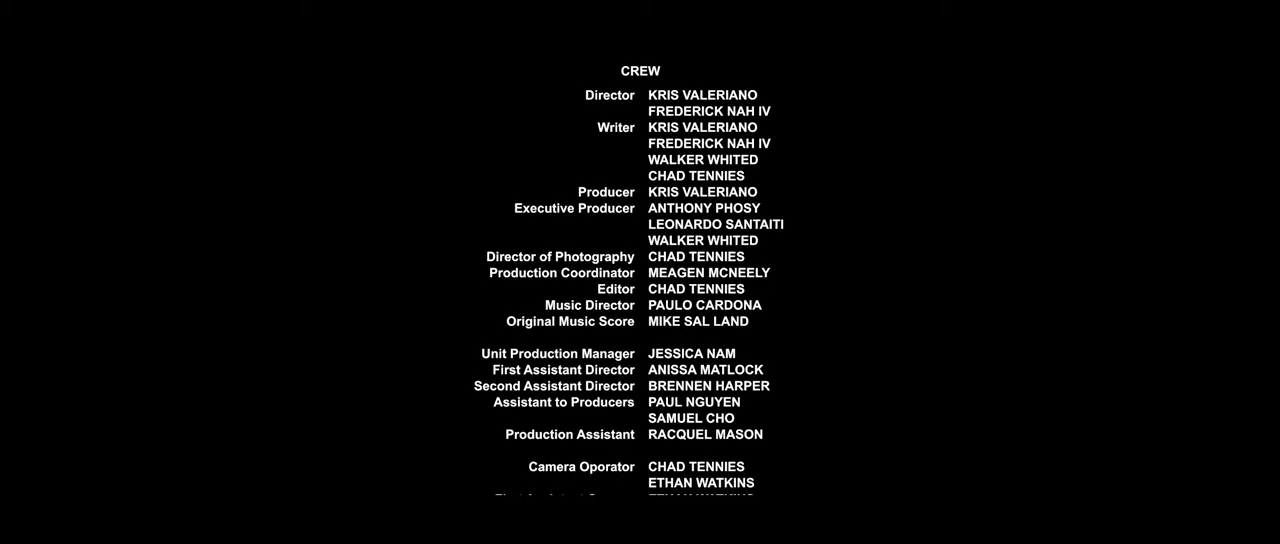 CREW
Director KRIS VALERIANO
FREDERICK NAH IV
Writer KRIS VALERIANO
FREDERICK NAH IV
WALKER WHITED
CHAD TENNIES
Producer KRIS VALERIANO
Executive Producer ANTHONY PHOSY
LEONARDO SANTAITI
WALKER WHITED
Director of Photography CHAD TENNIES
Production Coordinator MEAGEN MCNEELY
Editor CHAD TENNIES
Music Director PAULO CARDONA
Original Music Score MIKE SAL LAND
Unit Production Manager JESSICA NAM
First Assistant Director ANISSA MATLOCK
Second Assistant Director BRENNEN HARPER
Assistant to Producers PAUL NGUYEN
SAMUEL CHO
Production Assistant RACQUEL MASON
Camera Oporator CHAD TENNIES
ETHAN WATKINS